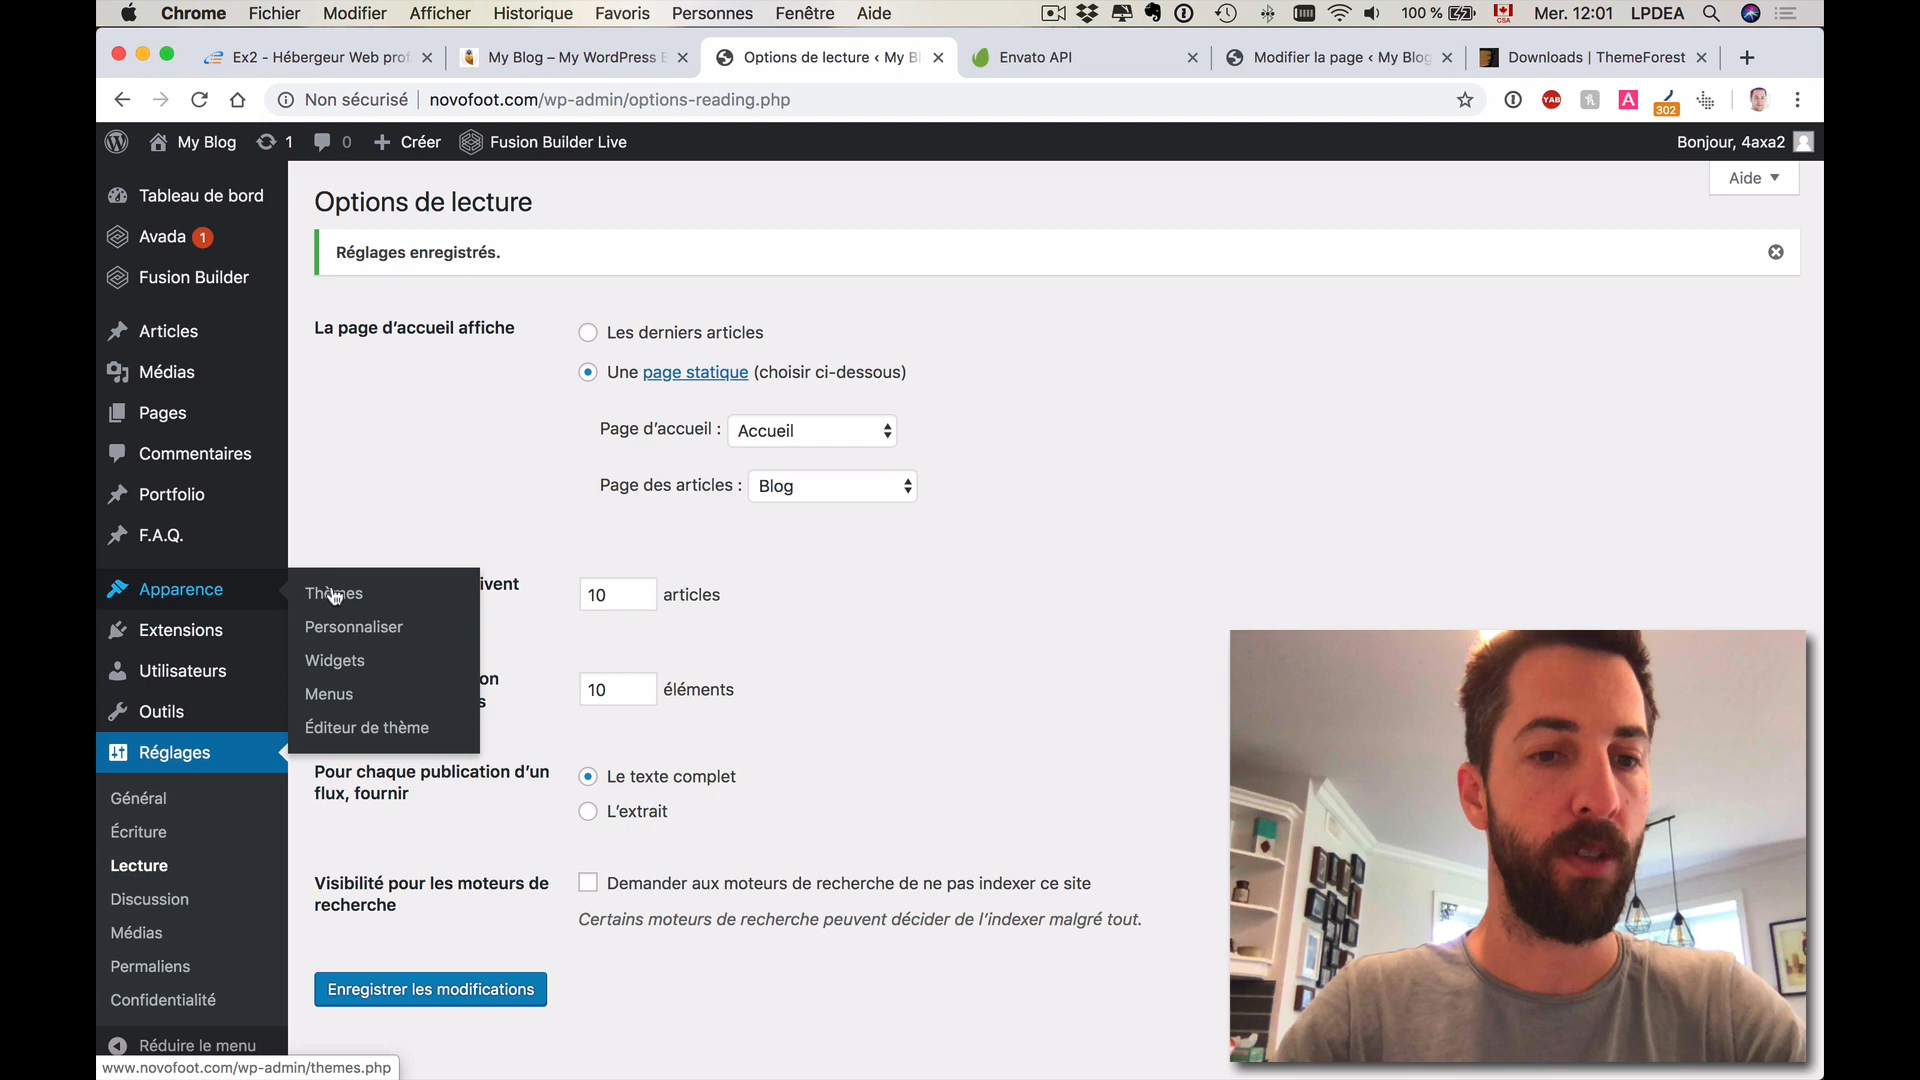 Chrome Fichier Modifier Afficher Historique Favoris Personnes Fenêtre Aide 100 % CSA Mer. 12:01 LPDEA
Ex2 - Hébergeur Web prof
My Blog – My WordPress B
Options de lecture ‹ My Bl
Envato API
Modifier la page ‹ My Blog
Downloads | ThemeForest
Non sécurisé novofoot.com/wp-admin/options-reading.php YAB A 302
My Blog 1 0 Créer Fusion Builder Live Bonjour, 4axa2
Aide
Tableau de bord
Avada 1
Fusion Builder
Articles
Médias
Pages
Commentaires
Portfolio
F.A.Q.
Apparence
Extensions
Utilisateurs
Outils
Réglages
Général
Écriture
Lecture
Discussion
Médias
Permaliens
Confidentialité
Réduire le menu
www.novofoot.com/wp-admin/themes.php
Thèmes
Personnaliser
Widgets
Menus
Éditeur de thème
Options de lecture
Réglages enregistrés.
La page d’accueil affiche
Les derniers articles
Une page statique (choisir ci-dessous)
Page d’accueil : Accueil
Page des articles : Blog
ivent
10 articles
on
s
10 éléments
Pour chaque publication d’un
flux, fournir
Le texte complet
L’extrait
Visibilité pour les moteurs de
recherche
Demander aux moteurs de recherche de ne pas indexer ce site
Certains moteurs de recherche peuvent décider de l’indexer malgré tout.
Enregistrer les modifications